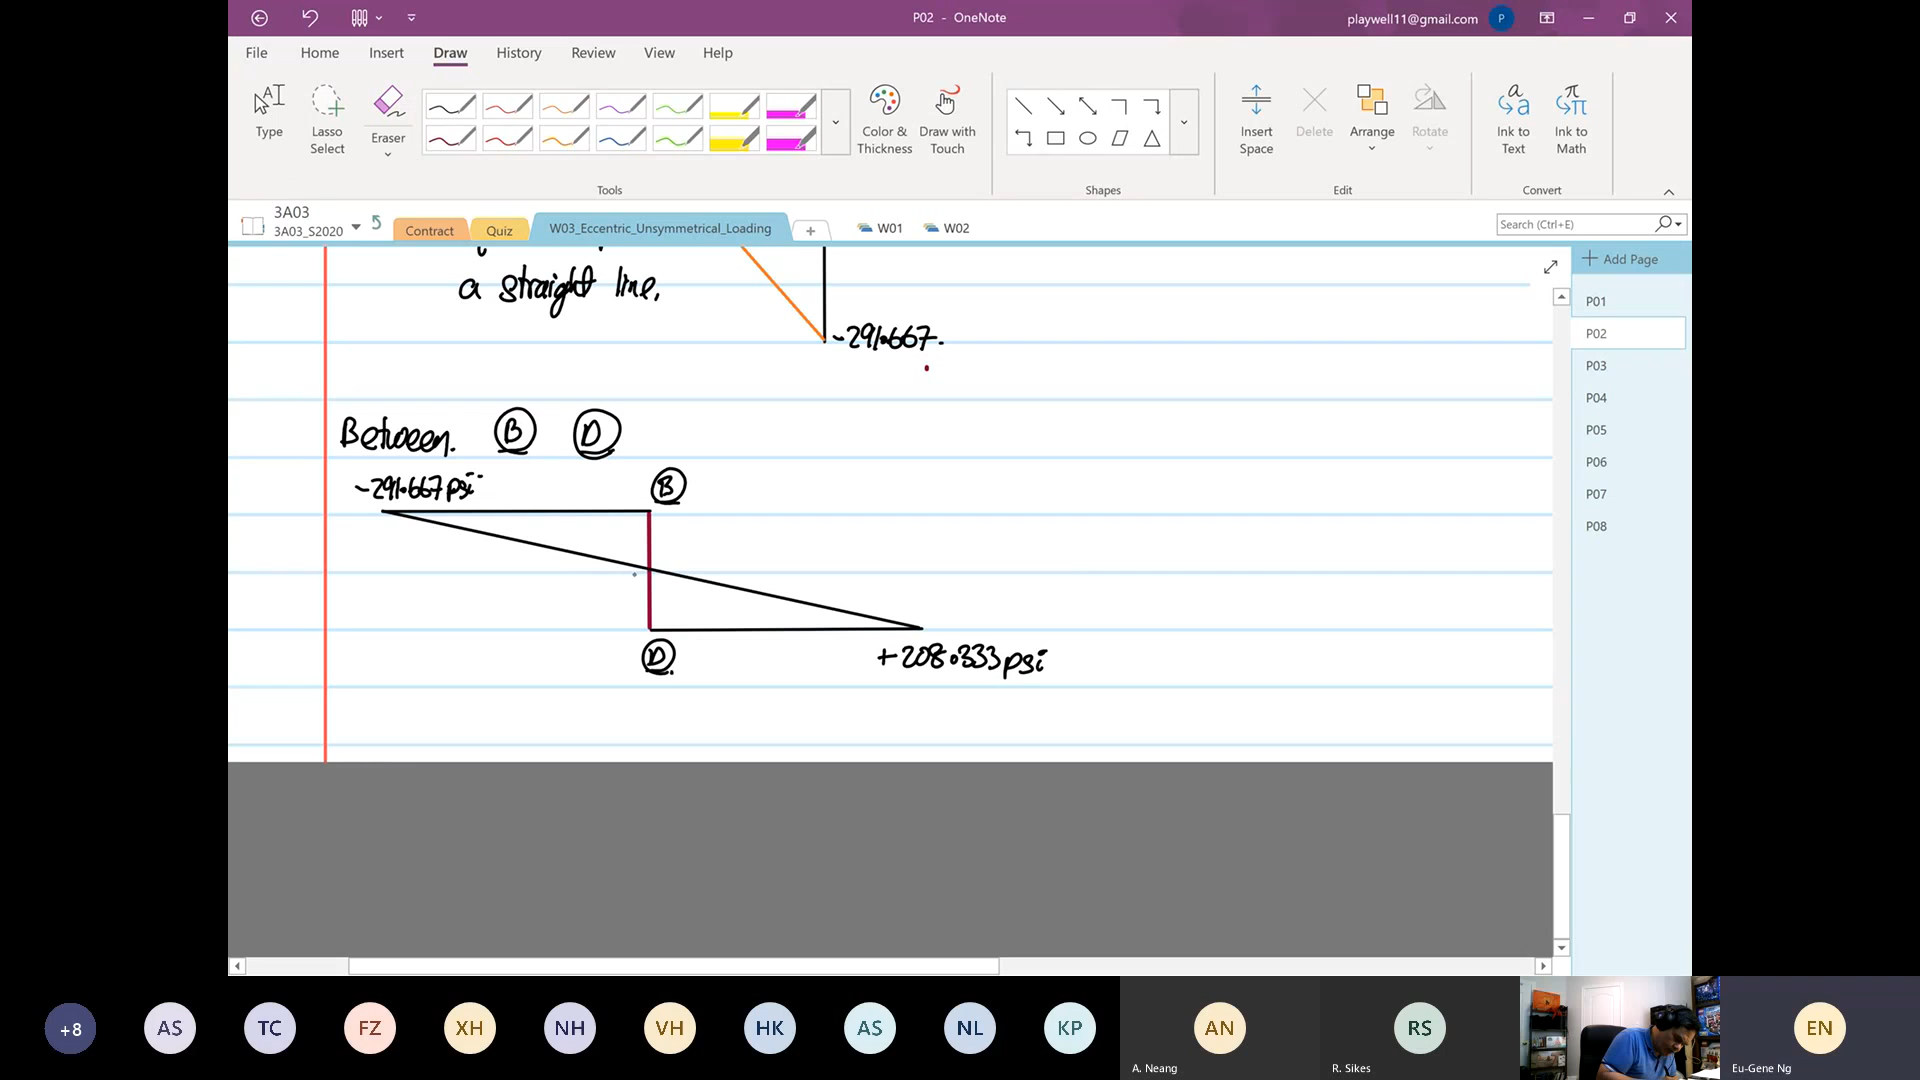 P02 - OneNote
playwell11@gmail.com
P
File
Home
Insert
Draw
History
Review
View
Help
Type
Lasso
Select
Eraser
Color &
Thickness
Draw with
Touch
Insert
Space
Delete
Arrange
Rotate
Ink to
Text
Ink to
Math
Tools
Shapes
Edit
Convert
3A03
3A03_S2020
Contract
Quiz
W03_Eccentric_Unsymmetrical_Loading
W01
W02
Search (Ctrl+E)
Add Page
P01
P02
P03
P04
P05
P06
P07
P08
a straight line,
-291.667.
Between. B D
-291.667 psi
B
D
+208.333 psi
+8
AS
TC
FZ
XH
NH
VH
HK
AS
NL
KP
AN
A. Neang
RS
R. Sikes
EN
Eu-Gene Ng